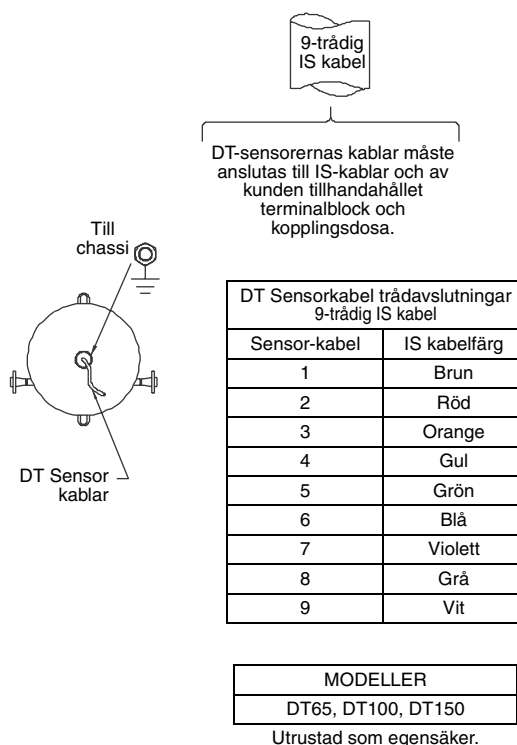 9-trådig
IS kabel
DT-sensorernas kablar måste
anslutas till IS-kablar och av
kunden tillhandahållet
terminalblock och
kopplingsdosa.
Till
chassi
DT Sensor
kablar
DT Sensorkabel trådavslutningar
9-trådig IS kabel
Sensor-kabel IS kabelfärg
1 Brun
2 Röd
3 Orange
4 Gul
5 Grön
6 Blå
7 Violett
8 Grå
9 Vit
MODELLER
DT65, DT100, DT150
Utrustad som egensäker.